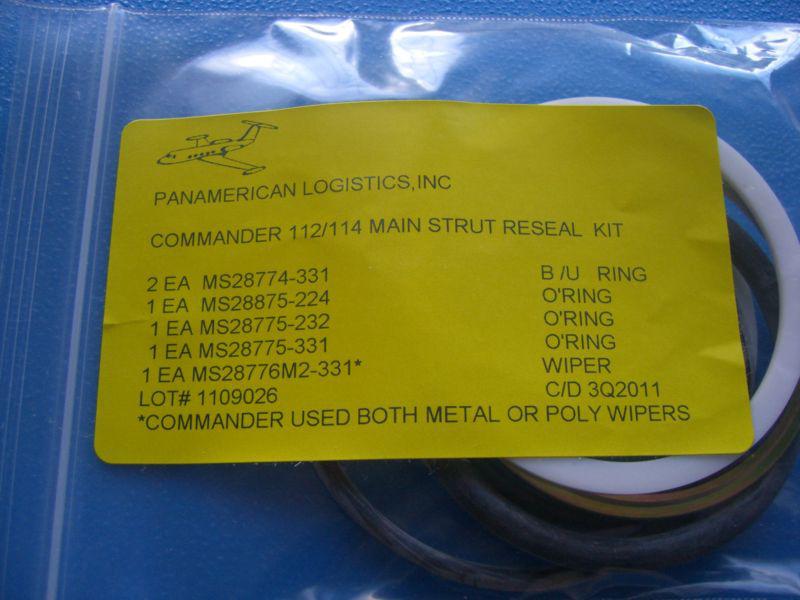 PANAMERICAN LOGISTICS,INC
COMMANDER 112/114 MAIN STRUT RESEAL KIT
2 EA MS28774-331 B /U RING
1 EA MS28875-224 O'RING
1 EA MS28775-232 O'RING
1 EA MS28775-331 O'RING
1 EA MS28776M2-331* WIPER
LOT# 1109026 C/D 3Q2011
*COMMANDER USED BOTH METAL OR POLY WIPERS